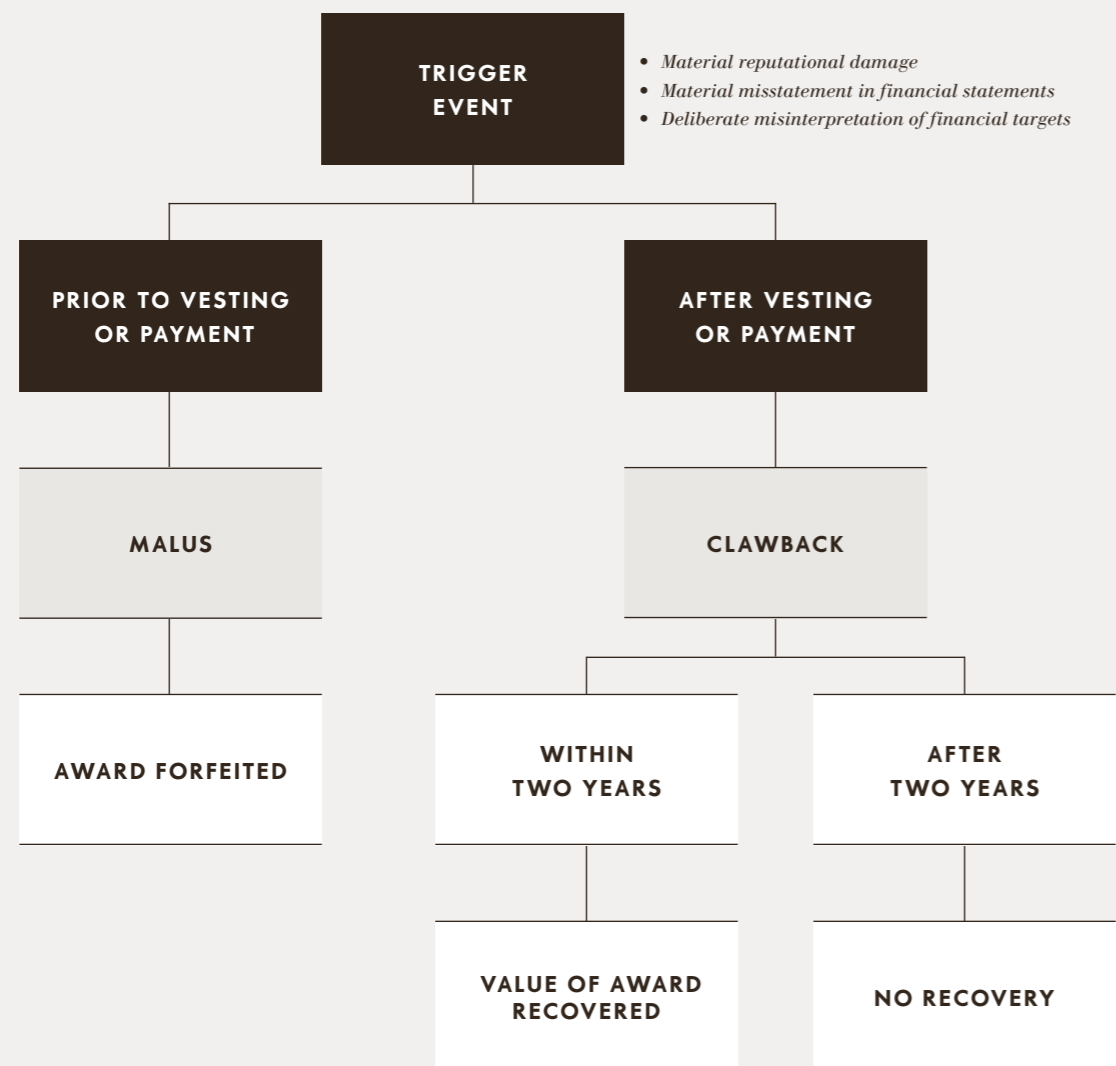 TRIGGER
EVENT
• Material reputational damage
• Material misstatement in financial statements
• Deliberate misinterpretation of financial targets
PRIOR TO VESTING
OR PAYMENT
AFTER VESTING
OR PAYMENT
MALUS
CLAWBACK
AWARD FORFEITED
WITHIN
TWO YEARS
AFTER
TWO YEARS
VALUE OF AWARD
RECOVERED
NO RECOVERY